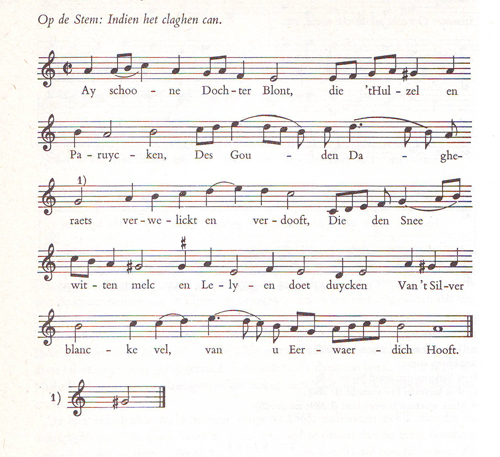 Op de Stem: Indien het claghen can.
Ay schoo - ne Doch-ter Blont, die 'tHul-zel en
Pa-ruyc-ken, Des Gou - den Da - ghe-
1)
raets ver-we-lickt en ver-dooft, Die den Snee
wit-ten melc en Le-ly-en doet duycken Van't Sil-ver
blanc - ke vel, van u Eer-waer-dich Hooft.
1)